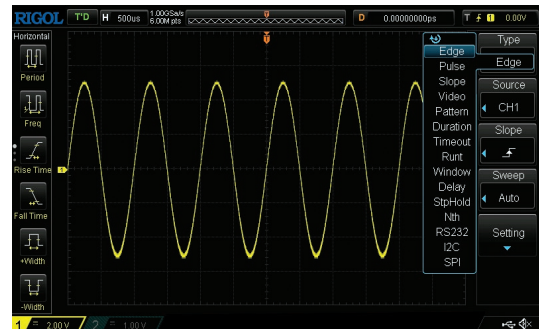 RIGOL T'D H 500us 1.00GSa/s 6.00M pts D 0.00000000ps T 1 0.00V
Horizontal
Period
Freq
Rise Time
Fall Time
+Width
-Width
1
Edge
Pulse
Slope
Video
Pattern
Duration
Timeout
Runt
Window
Delay
StpHold
Nth
RS232
I2C
SPI
Type
Edge
Source
CH1
Slope
Sweep
Auto
Setting
1 = 2.00 V 2 = 1.00 V